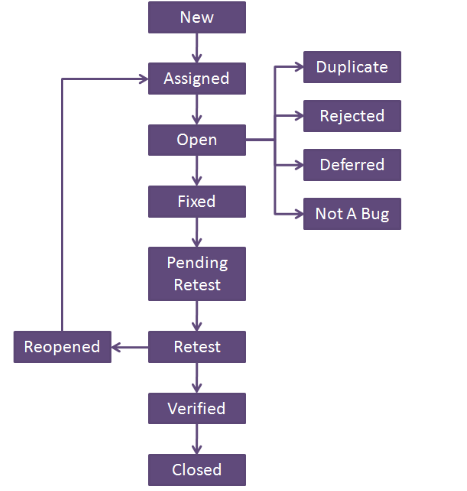 New
Assigned
Duplicate
Rejected
Open
Deferred
Fixed
Not A Bug
Pending
Retest
Reopened
Retest
Verified
Closed